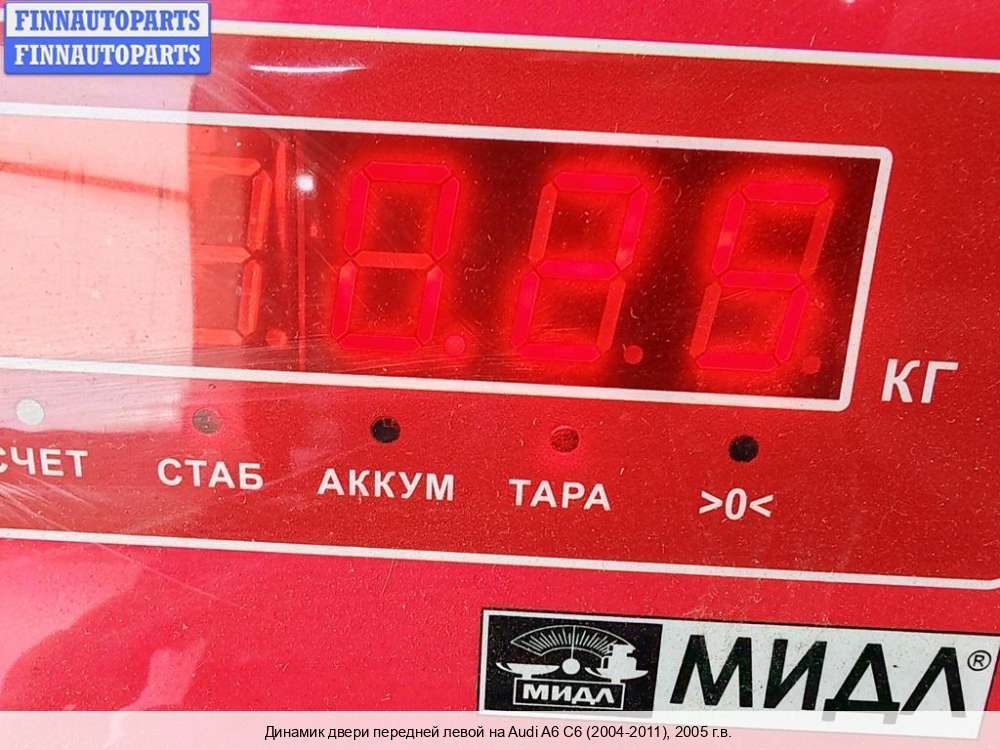 FINNAUTOPARTS
FINNAUTOPARTS
0.25
КГ
СЧЕТ СТАБ АККУМ ТАРА >0<
МИДЛ МИДЛ®
Динамик двери передней левой на Audi A6 C6 (2004-2011), 2005 г.в.